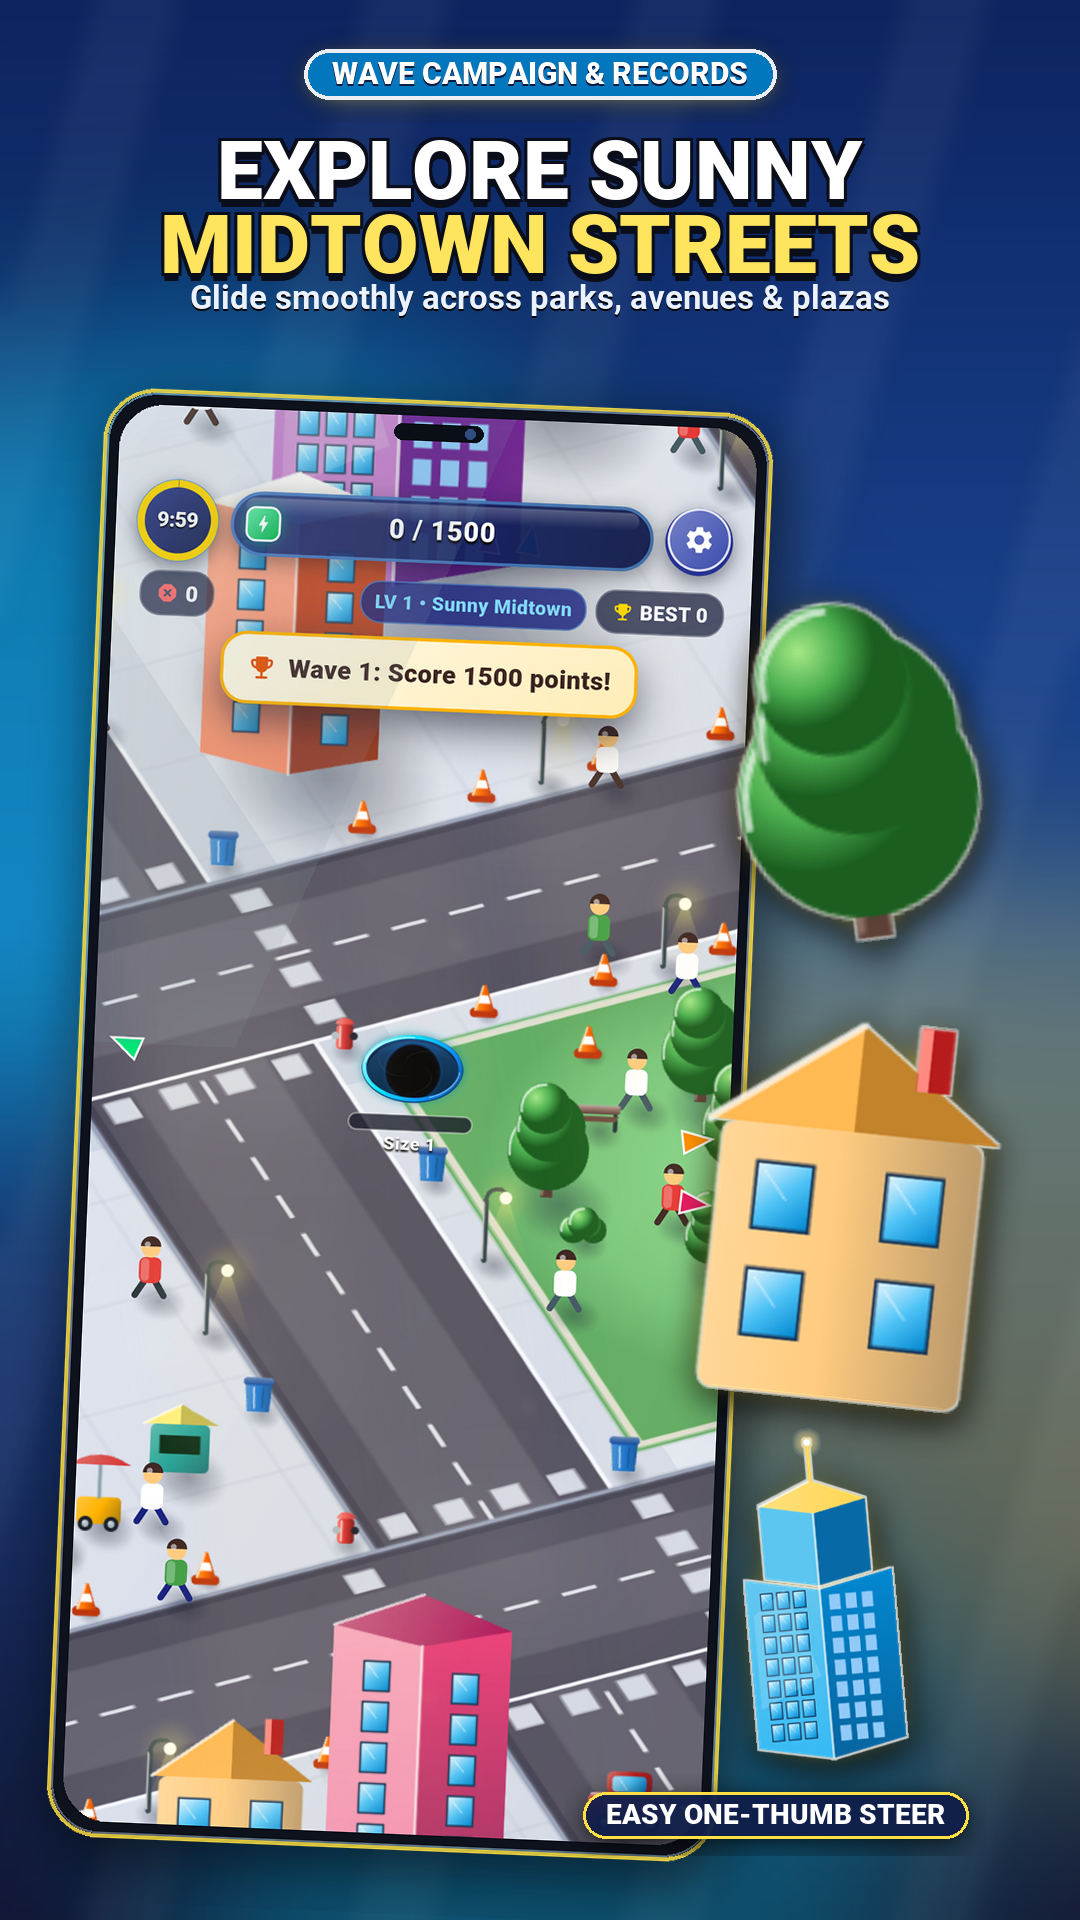 WAVE CAMPAIGN & RECORDS
EXPLORE SUNNY
MIDTOWN STREETS
Glide smoothly across parks, avenues & plazas
9:59
0 / 1500
0
LV 1 • Sunny Midtown
BEST 0
Wave 1: Score 1500 points!
Size 1
EASY ONE-THUMB STEER